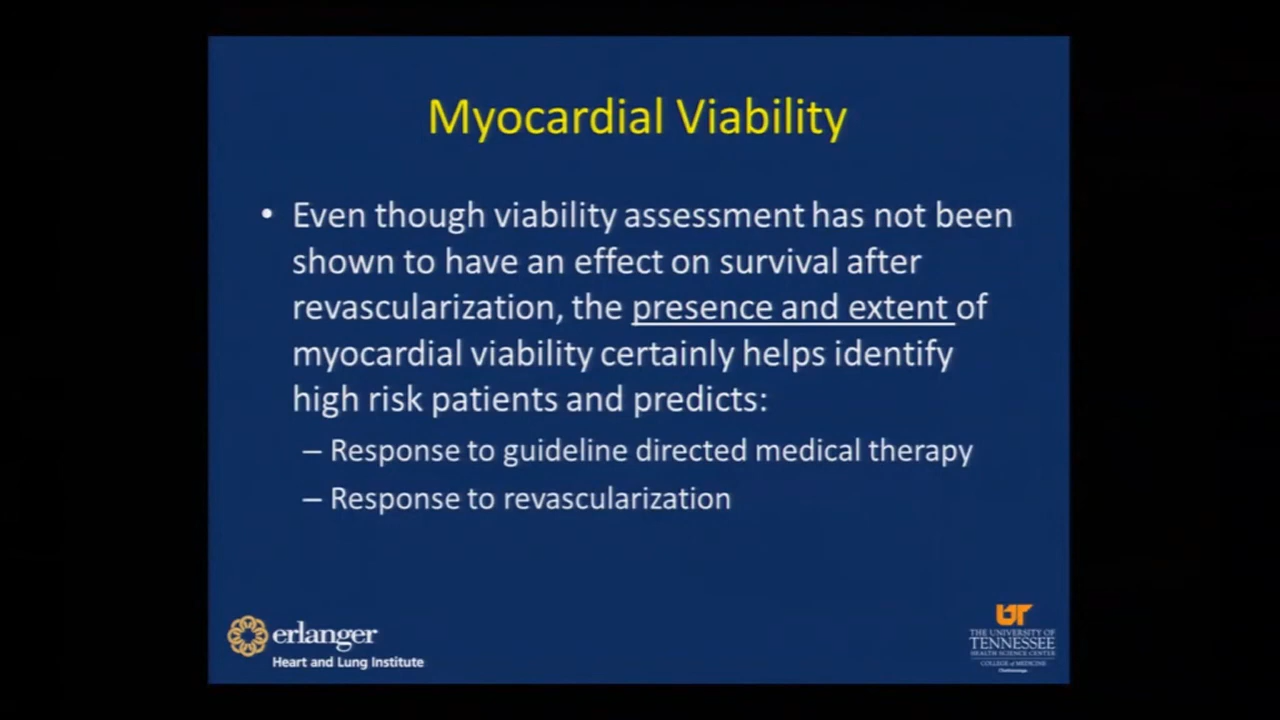 Myocardial Viability
• Even though viability assessment has not been
shown to have an effect on survival after
revascularization, the presence and extent of
myocardial viability certainly helps identify
high risk patients and predicts:
– Response to guideline directed medical therapy
– Response to revascularization
erlanger
Heart and Lung Institute
UT
THE UNIVERSITY OF
TENNESSEE
HEALTH SCIENCE CENTER
COLLEGE of MEDICINE
Chattanooga